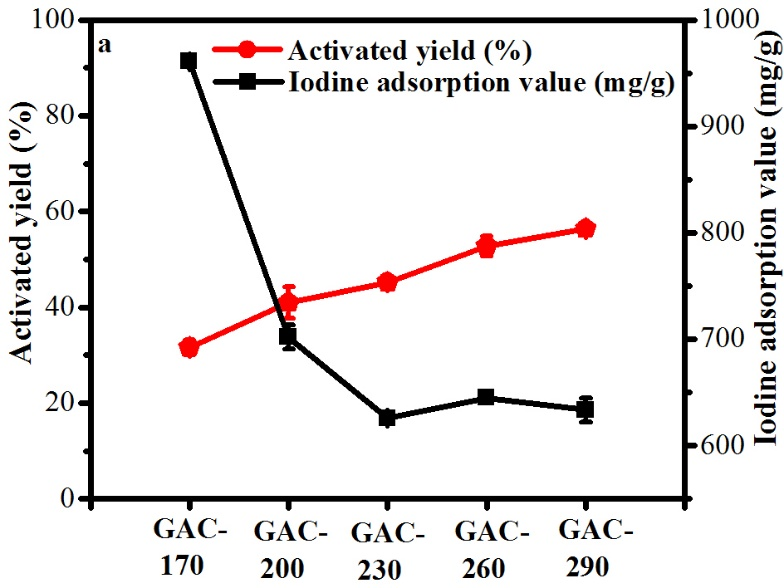 a
Activated yield (%)
Iodine adsorption value (mg/g)
Activated yield (%)
100
80
60
40
20
0
Iodine adsorption value (mg/g)
1000
900
800
700
600
GAC-
170
GAC-
200
GAC-
230
GAC-
260
GAC-
290